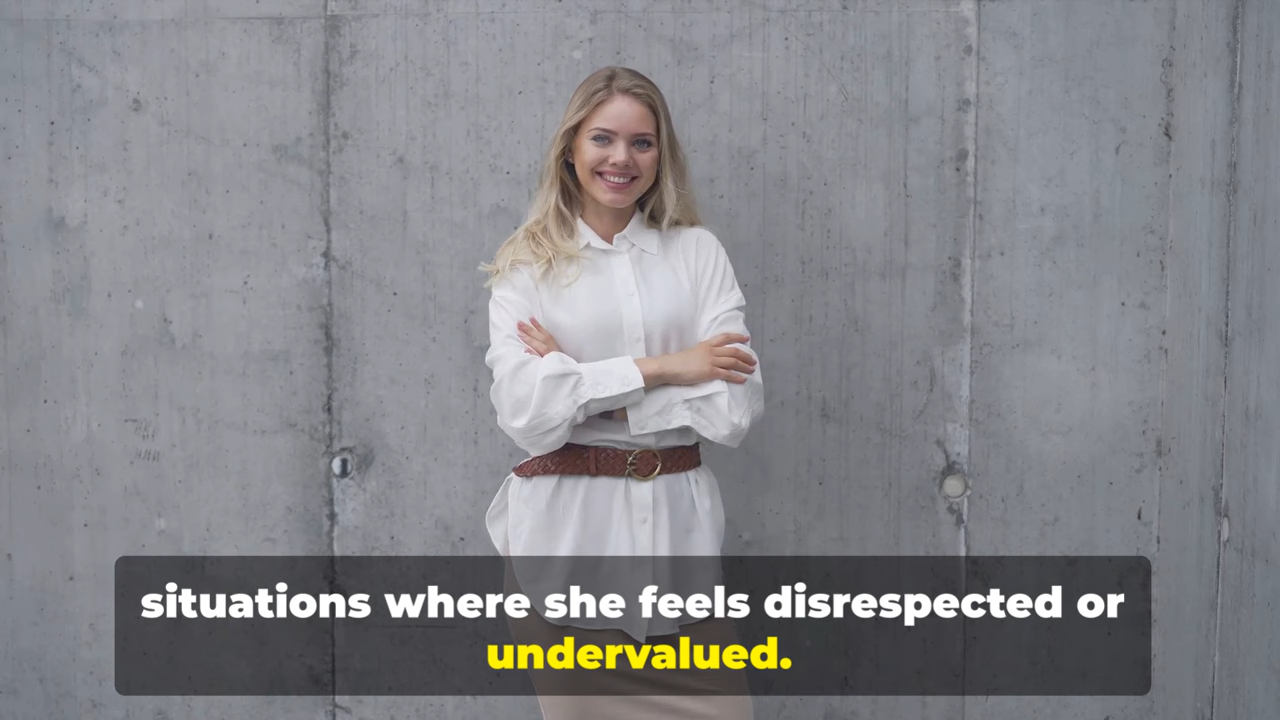 situations where she feels disrespected or
undervalued.